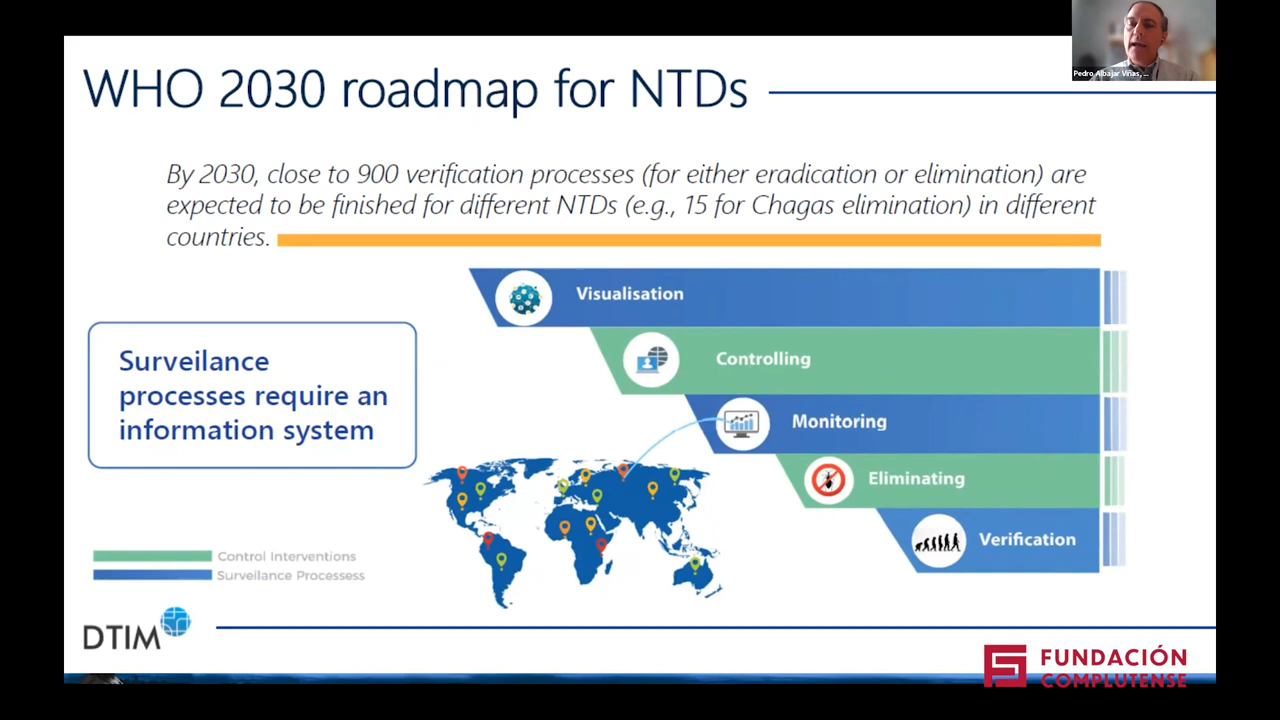 WHO 2030 roadmap for NTDs
Pedro Albajar Viñas, ...
By 2030, close to 900 verification processes (for either eradication or elimination) are
expected to be finished for different NTDs (e.g., 15 for Chagas elimination) in different
countries.
Visualisation
Surveilance
processes require an
information system
Controlling
Monitoring
Eliminating
Verification
Control Interventions
Surveilance Processess
DTIM
FUNDACIÓN
COMPLUTENSE